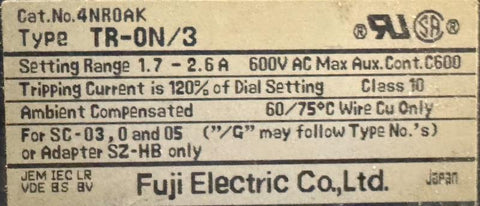 Cat.No.4NR0AK
Type TR-0N/3
® RU SA ®
Setting Range 1.7 - 2.6A 600V AC Max Aux.Cont.C600
Tripping Current is 120% of Dial Setting Class 10
Ambient Compensated 60/75°C Wire Cu Only
For SC-03,0 and 05 ("/G" may follow Type No.'s)
or Adapter SZ-HB only
JEM IEC LR
VDE BS BV
Fuji Electric Co.,Ltd. Japan